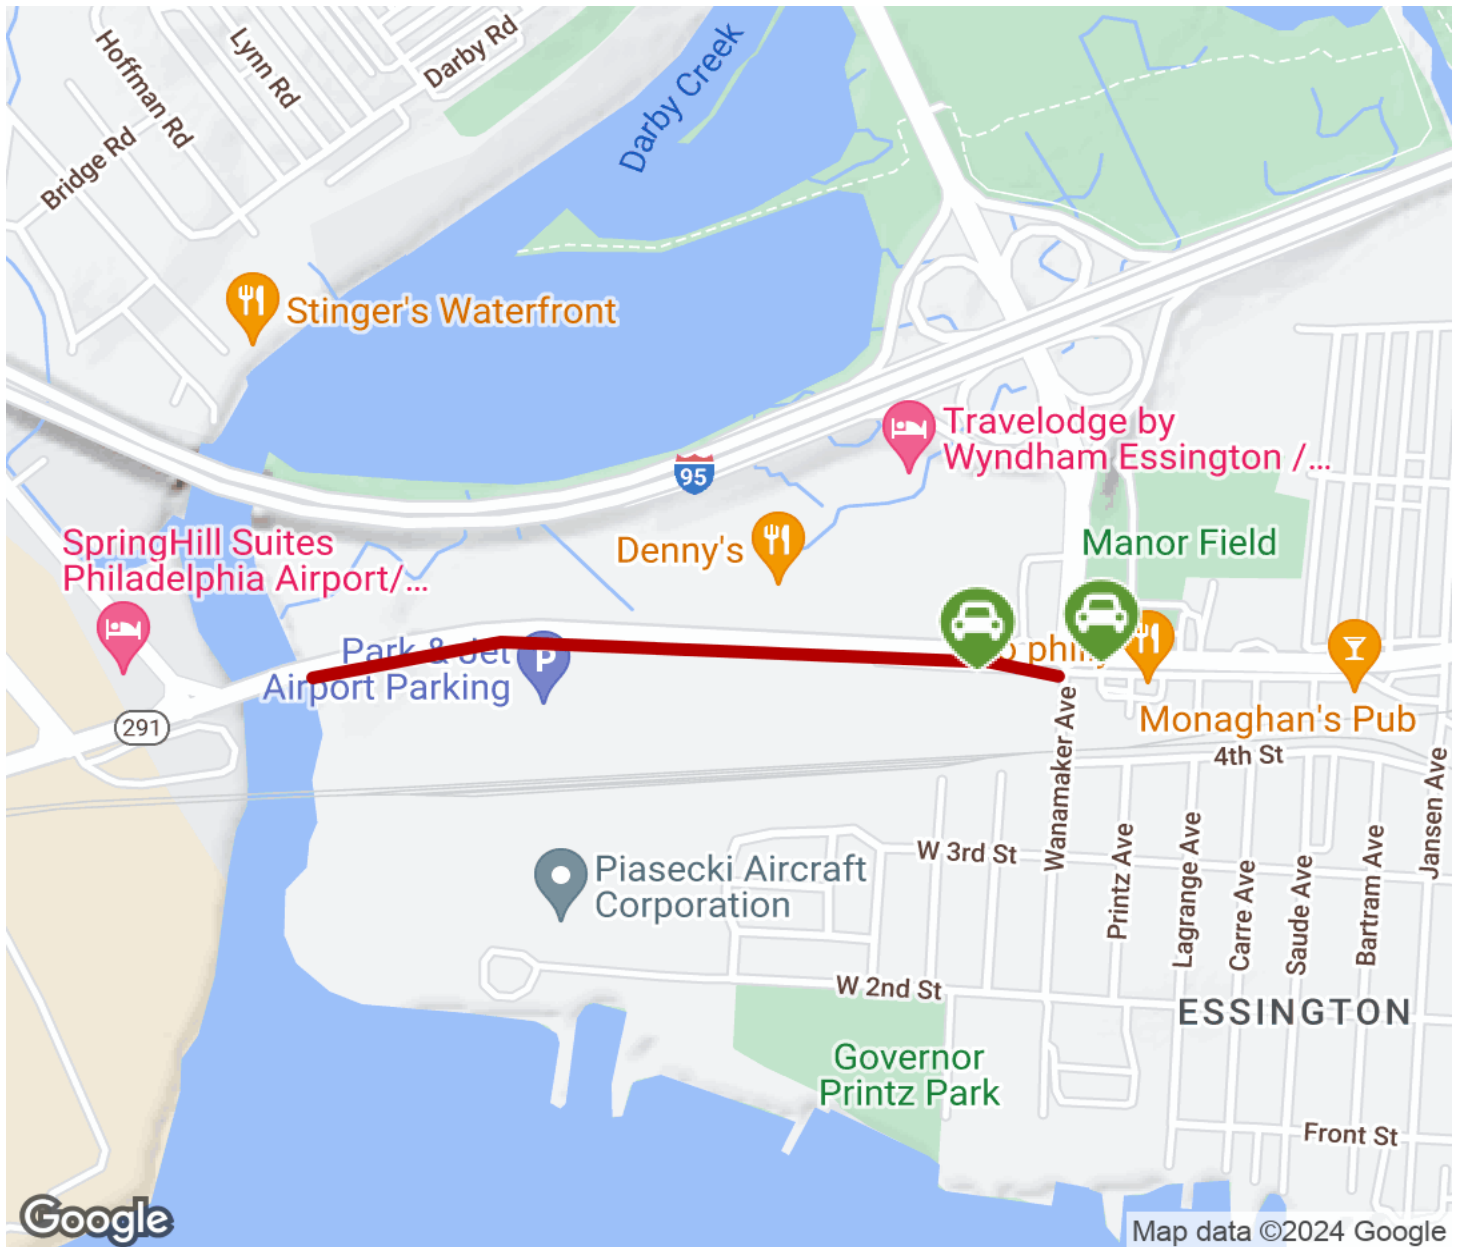 Hoffman Rd
Lynn Rd
Darby Rd
Bridge Rd
Darby Creek
Stinger's Waterfront
Travelodge by
Wyndham Essington /...
95
SpringHill Suites
Philadelphia Airport/...
Denny's
Manor Field
Park & Jet
Airport Parking
P
291
Monaghan's Pub
4th St
Wanamaker Ave
Jansen Ave
W 3rd St
Printz Ave
Lagrange Ave
Carre Ave
Saude Ave
Bartram Ave
Piasecki Aircraft
Corporation
W 2nd St
ESSINGTON
Governor
Printz Park
Front St
Google
Map data ©2024 Google